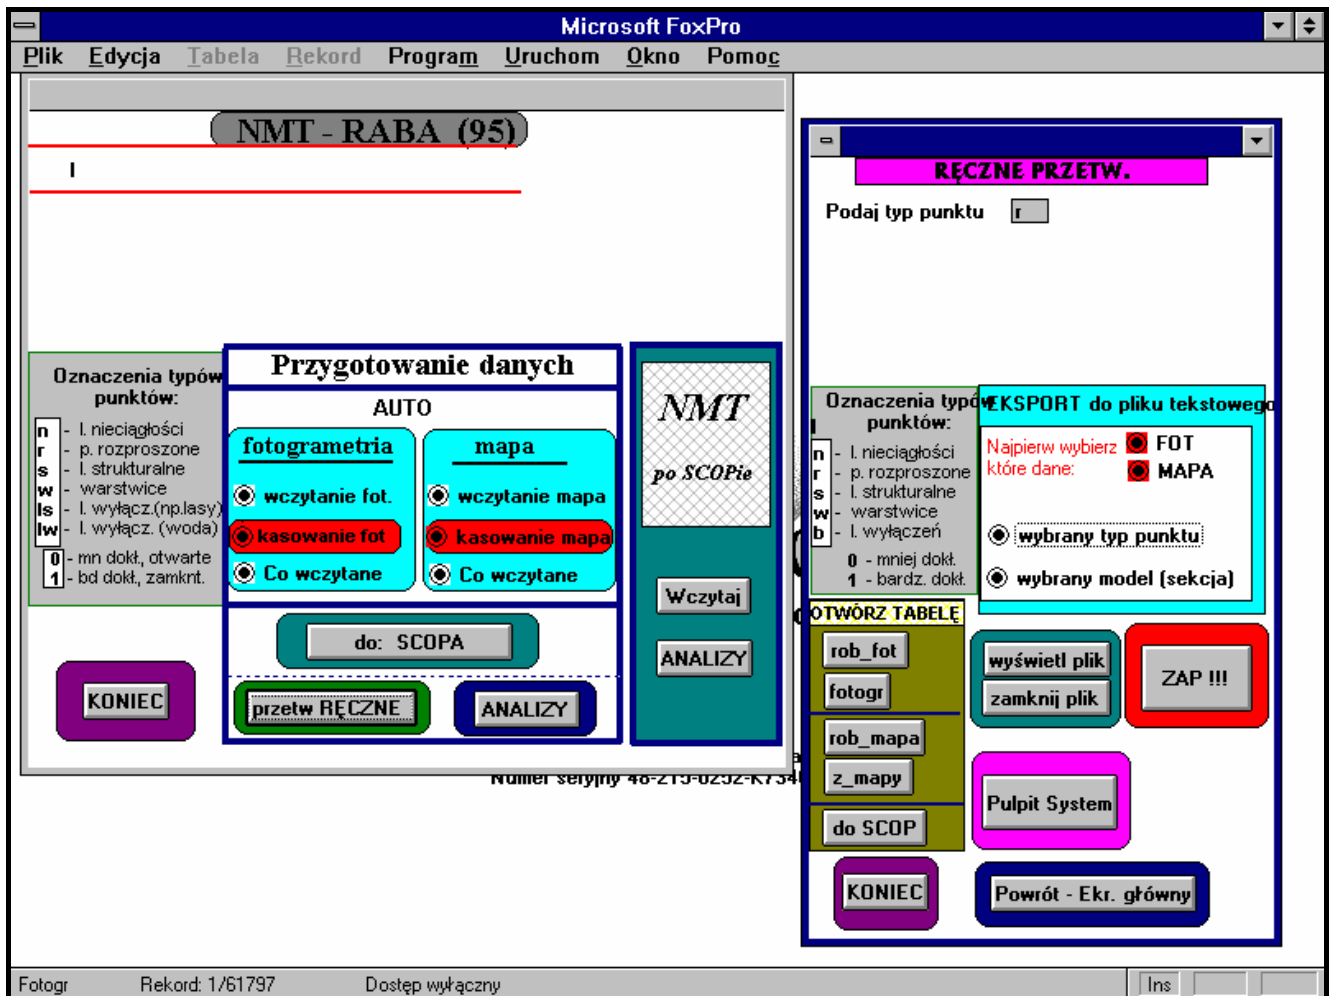 Microsoft FoxPro
Plik Edycja Tabela Rekord Program Uruchom Okno Pomoc
NMT - RABA (95)
Oznaczenia typów
punktów:
n - l. nieciągłości
r - p. rozproszone
s - l. strukturalne
w - warstwice
ls - l. wyłącz.(np.lasy)
lw - l. wyłącz. (woda)
0 - mn dokł, otwarte
1 - bd dokł, zamknt.
KONIEC
Przygotowanie danych
AUTO
fotogrametria
wczytanie fot.
kasowanie fot
Co wczytane
mapa
wczytanie mapa
kasowanie mapa
Co wczytane
do: SCOPA
przetw RĘCZNE
ANALIZY
NMT
po SCOPie
Wczytaj
ANALIZY
Numer seryjny 48-215-0252-K734
RĘCZNE PRZETW.
Podaj typ punktu r
Oznaczenia typów
punktów:
n - l. nieciągłości
r - p. rozproszone
s - l. strukturalne
w - warstwice
b - l. wyłączeń
0 - mniej dokł.
1 - bardz. dokł.
EKSPORT do pliku tekstowego
Najpierw wybierz
które dane:
FOT
MAPA
wybrany typ punktu
wybrany model (sekcja)
OTWÓRZ TABELĘ
rob_fot
fotogr
rob_mapa
z_mapy
do SCOP
wyświetl plik
zamknij plik
ZAP !!!
Pulpit System
KONIEC
Powrót - Ekr. główny
Fotogr Rekord: 1/61797 Dostęp wyłączny Ins